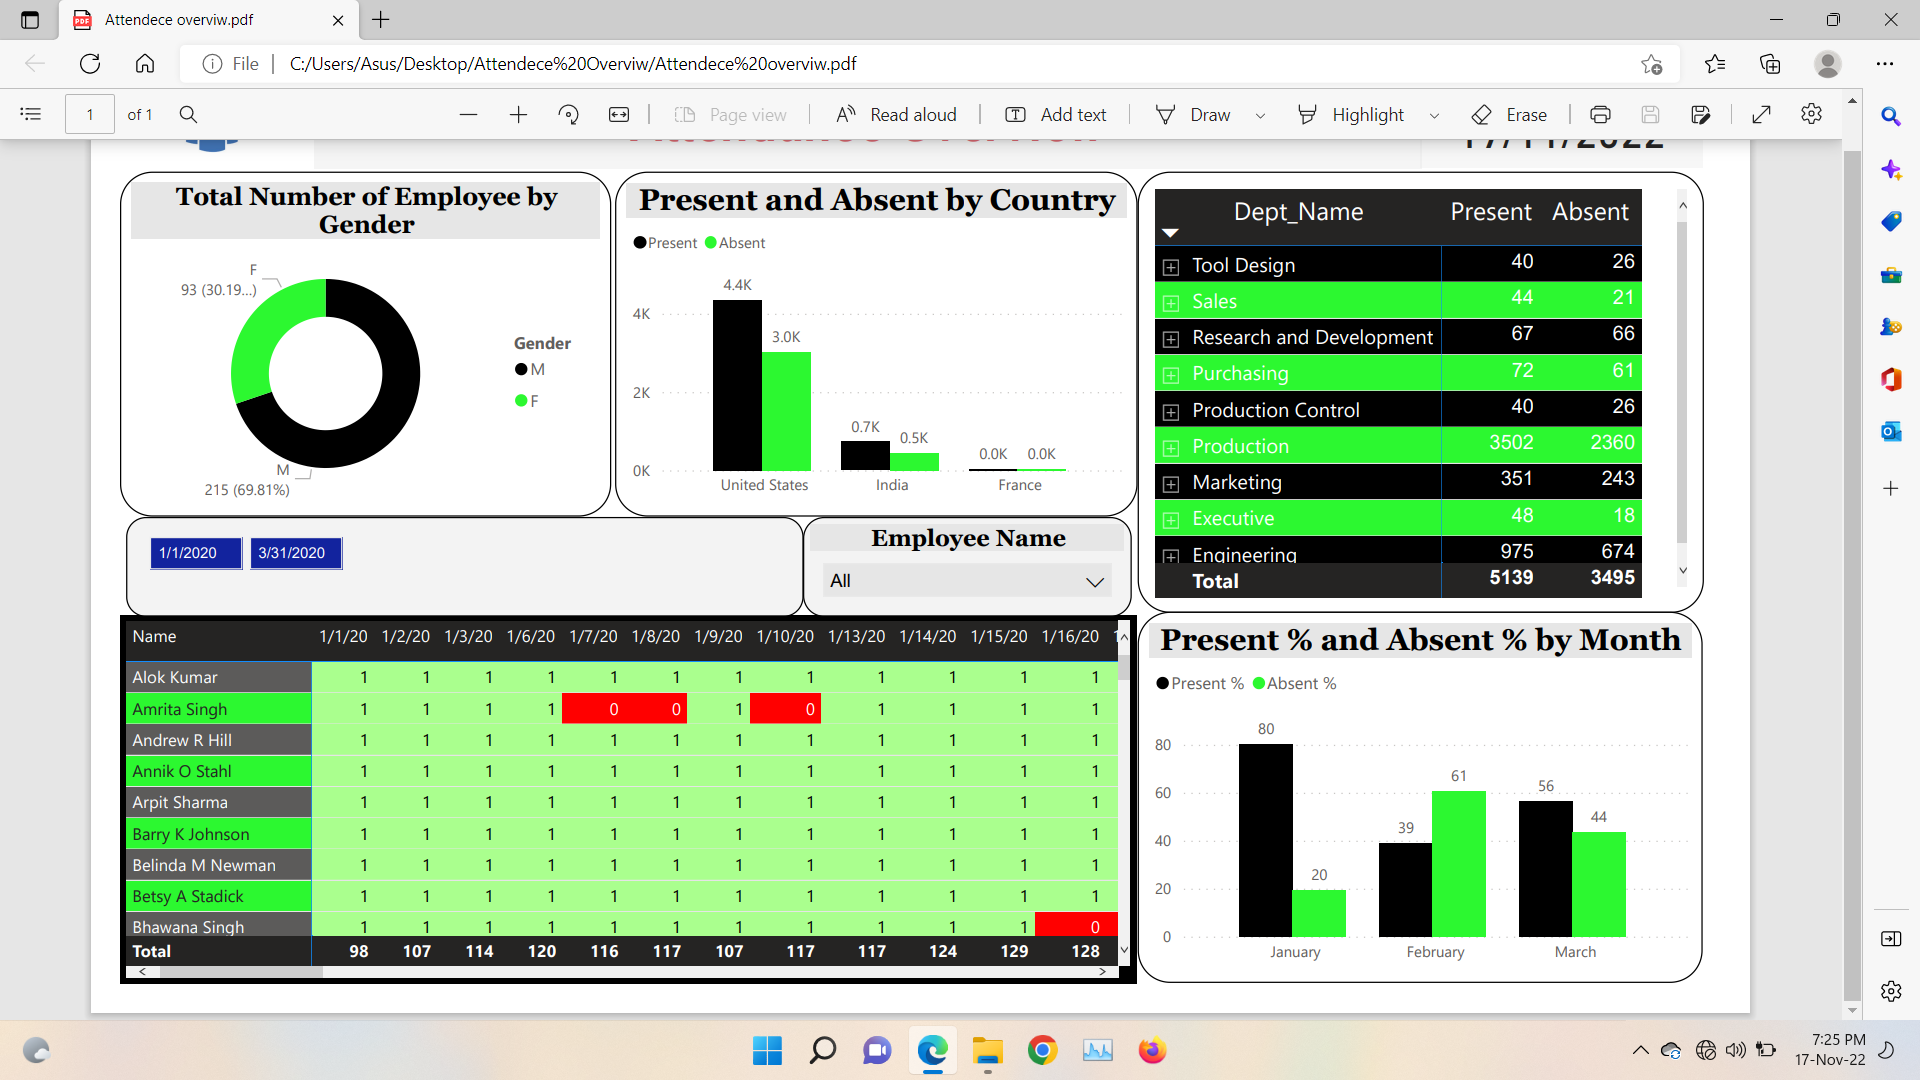 Attendece overviw.pdf
File
C:/Users/Asus/Desktop/Attendece%20Overviw/Attendece%20overviw.pdf
1 of 1
Page view
Read aloud
Add text
Draw
Highlight
Erase
Attendance Overview
17/11/2022
Total Number of Employee by
Gender
F
93 (30.19...)
M
215 (69.81%)
Gender
M
F
Present and Absent by Country
Present Absent
4K
2K
0K
4.4K
3.0K
0.7K
0.5K
0.0K
0.0K
United States
India
France
Dept_Name Present Absent
Tool Design 40 26
Sales 44 21
Research and Development 67 66
Purchasing 72 61
Production Control 40 26
Production 3502 2360
Marketing 351 243
Executive 48 18
Engineering 975 674
Total 5139 3495
1/1/2020 3/31/2020
Employee Name
All
Name 1/1/20 1/2/20 1/3/20 1/6/20 1/7/20 1/8/20 1/9/20 1/10/20 1/13/20 1/14/20 1/15/20 1/16/20
Alok Kumar 1 1 1 1 1 1 1 1 1 1 1 1
Amrita Singh 1 1 1 1 0 0 1 0 1 1 1 1
Andrew R Hill 1 1 1 1 1 1 1 1 1 1 1 1
Annik O Stahl 1 1 1 1 1 1 1 1 1 1 1 1
Arpit Sharma 1 1 1 1 1 1 1 1 1 1 1 1
Barry K Johnson 1 1 1 1 1 1 1 1 1 1 1 1
Belinda M Newman 1 1 1 1 1 1 1 1 1 1 1 1
Betsy A Stadick 1 1 1 1 1 1 1 1 1 1 1 1
Bhawana Singh 1 1 1 1 1 1 1 1 1 1 1 0
Total 98 107 114 120 116 117 107 117 117 124 129 128
Present % and Absent % by Month
Present % Absent %
80
60
40
20
0
80
20
39
61
56
44
January
February
March
7:25 PM
17-Nov-22